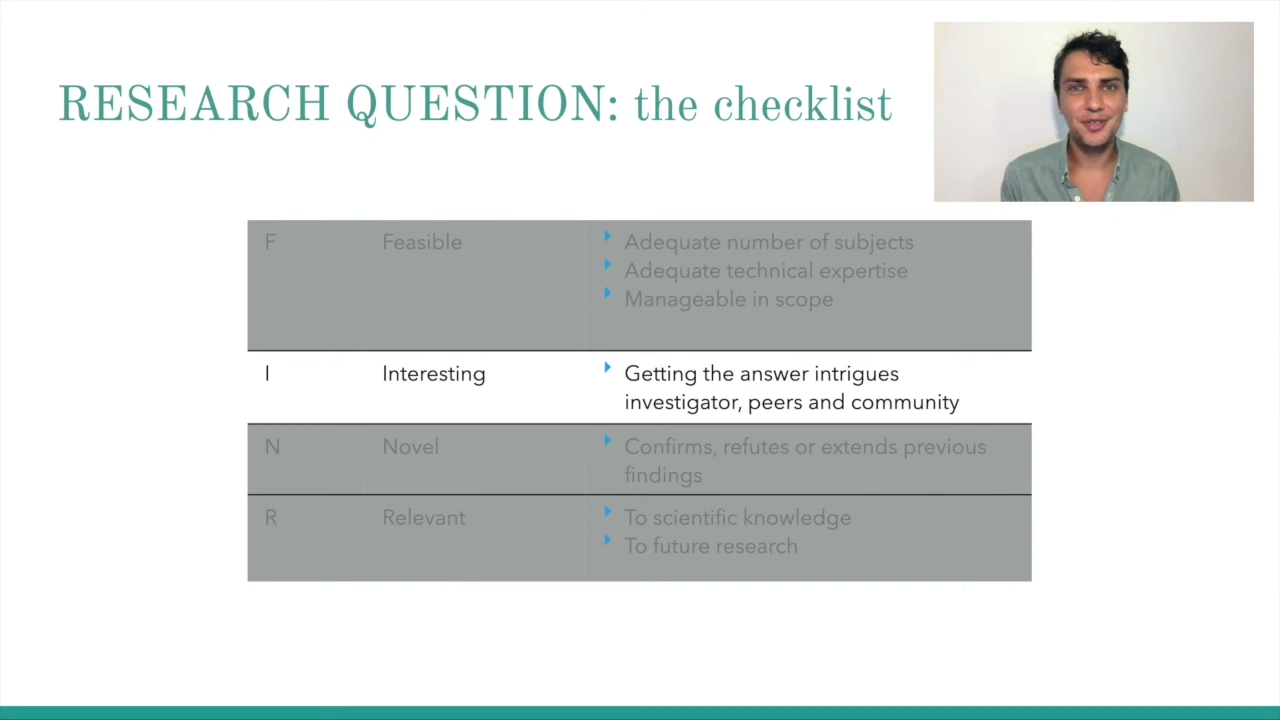 RESEARCH QUESTION: the checklist
F Feasible Adequate number of subjects
Adequate technical expertise
Manageable in scope
I Interesting Getting the answer intrigues
investigator, peers and community
N Novel Confirms, refutes or extends previous
findings
R Relevant To scientific knowledge
To future research